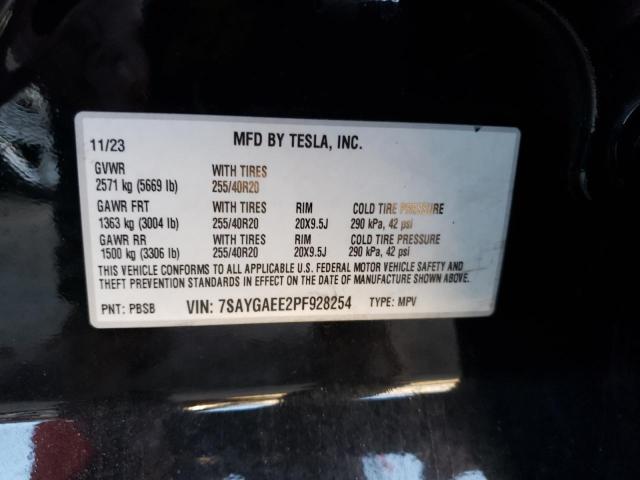 11/23 MFD BY TESLA, INC.
GVWR WITH TIRES
2571 kg (5669 lb) 255/40R20
GAWR FRT WITH TIRES RIM COLD TIRE PRESSURE
1363 kg (3004 lb) 255/40R20 20X9.5J 290 kPa, 42 psi
GAWR RR WITH TIRES RIM COLD TIRE PRESSURE
1500 kg (3306 lb) 255/40R20 20X9.5J 290 kPa, 42 psi
THIS VEHICLE CONFORMS TO ALL APPLICABLE U.S. FEDERAL MOTOR VEHICLE SAFETY AND
THEFT PREVENTION STANDARDS IN EFFECT ON THE DATE OF MANUFACTURE SHOWN ABOVE.
PNT: PBSB VIN: 7SAYGAEE2PF928254 TYPE: MPV